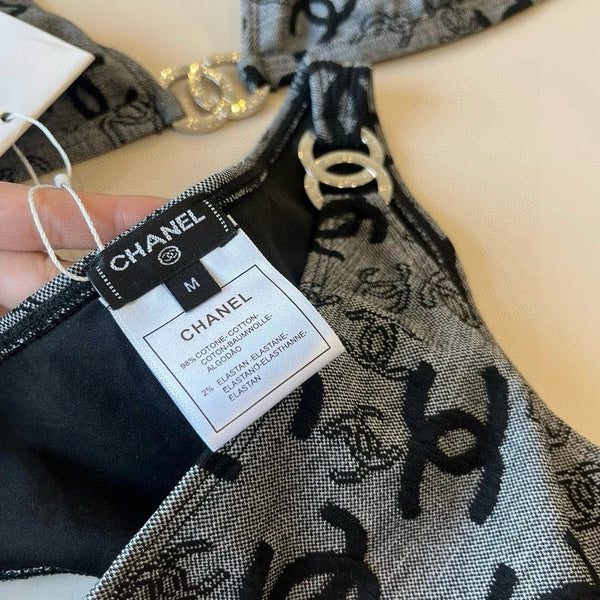 CHANEL
M
CHANEL
98% COTONE-COTTON-
COTON-BAUMWOLLE-
ALGODÃO
2% ELASTAN-ELASTANE-
ELASTANO-ELASTHANNE-
ELASTAN